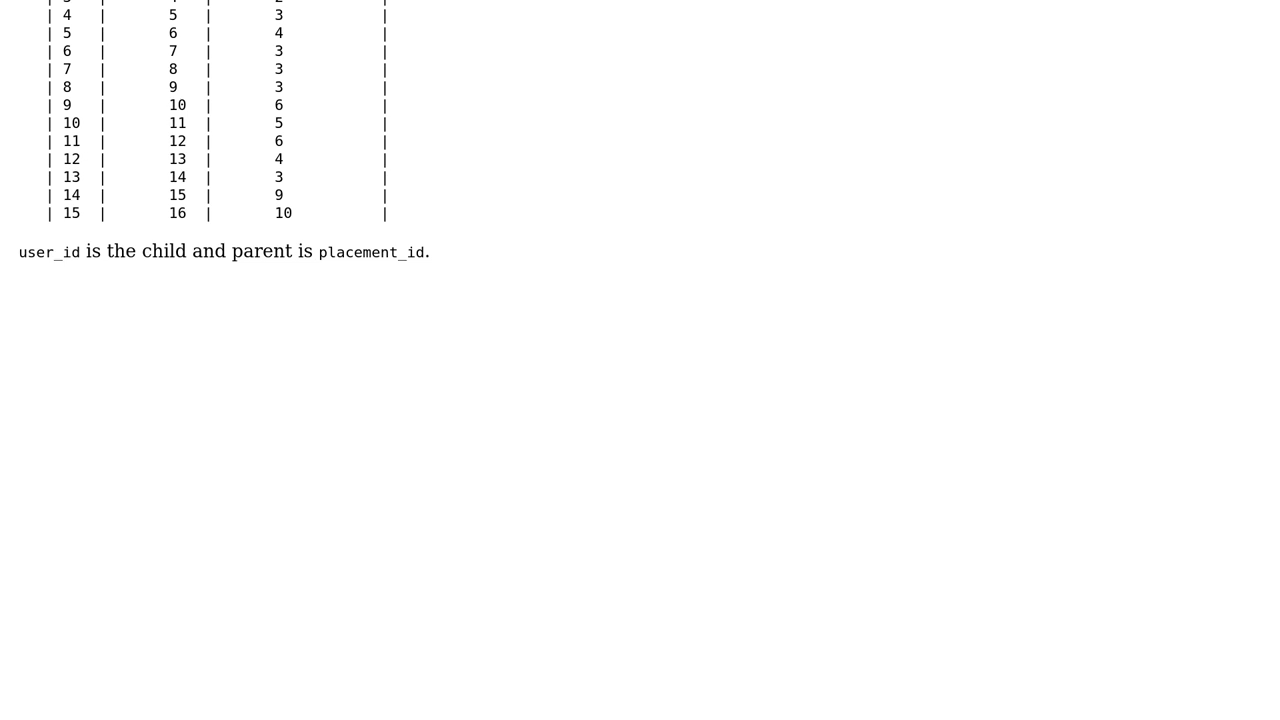 | 4 | 5 | 3 |
| 5 | 6 | 4 |
| 6 | 7 | 3 |
| 7 | 8 | 3 |
| 8 | 9 | 3 |
| 9 | 10 | 6 |
| 10 | 11 | 5 |
| 11 | 12 | 6 |
| 12 | 13 | 4 |
| 13 | 14 | 3 |
| 14 | 15 | 9 |
| 15 | 16 | 10 |
user_id is the child and parent is placement_id.